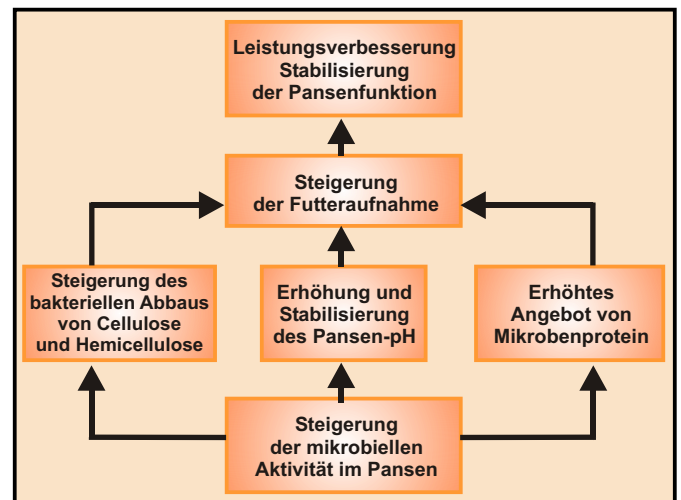 Leistungsverbesserung
Stabilisierung
der Pansenfunktion
Steigerung
der Futteraufnahme
Steigerung des
bakteriellen Abbaus
von Cellulose
und Hemicellulose
Erhöhung und
Stabilisierung
des Pansen-pH
Erhöhtes
Angebot von
Mikrobenprotein
Steigerung
der mikrobiellen
Aktivität im Pansen